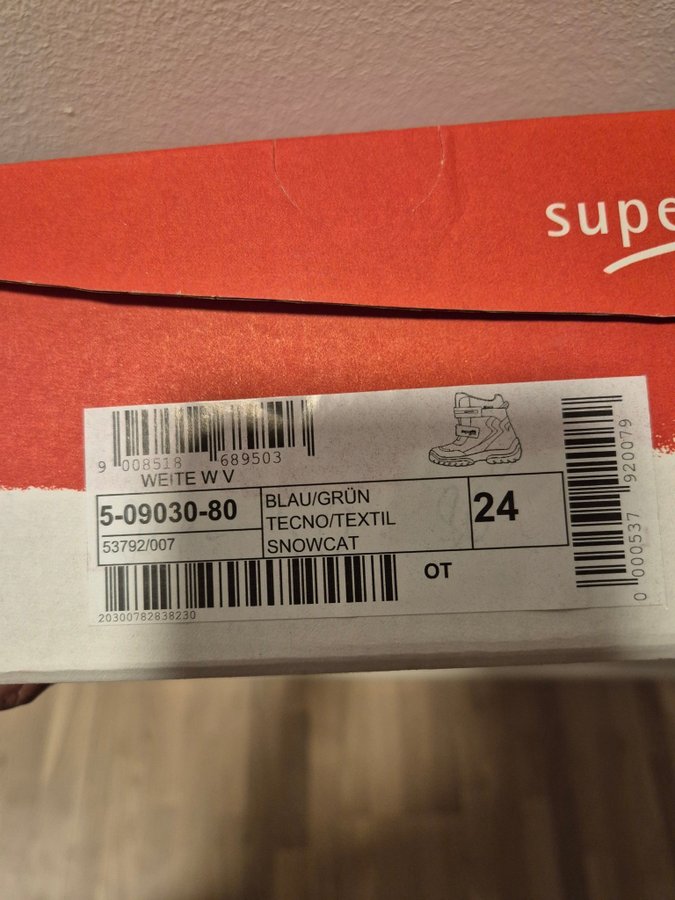 supe
9 008518 689503
WEITE W V
5-09030-80
53792/007
BLAU/GRÜN
TECNO/TEXTIL
SNOWCAT
24
OT
20300782838230
0 000537 920079